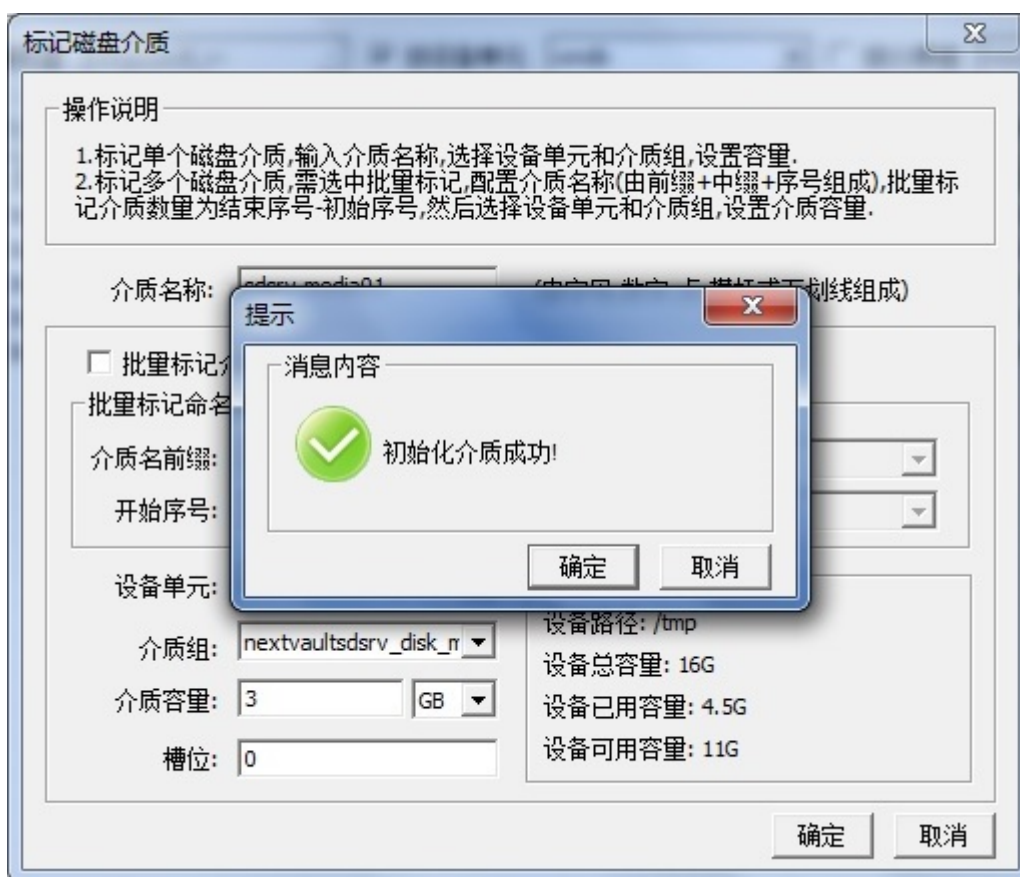 标记磁盘介质
操作说明
1.标记单个磁盘介质,输入介质名称,选择设备单元和介质组,设置容量.
2.标记多个磁盘介质,需选中批量标记,配置介质名称(由前缀+中缀+序号组成),批量标
记介质数量为结束序号-初始序号,然后选择设备单元和介质组,设置介质容量.
介质名称:
划线组成)
提示
批量标记
消息内容
批量标记命名
初始化介质成功!
介质名前缀:
开始序号:
确定
取消
设备单元:
设备路径: /tmp
介质组: nextvaultsdsrv_disk_m
设备总容量: 16G
介质容量: 3 GB
设备已用容量: 4.5G
设备可用容量: 11G
槽位: 0
确定
取消